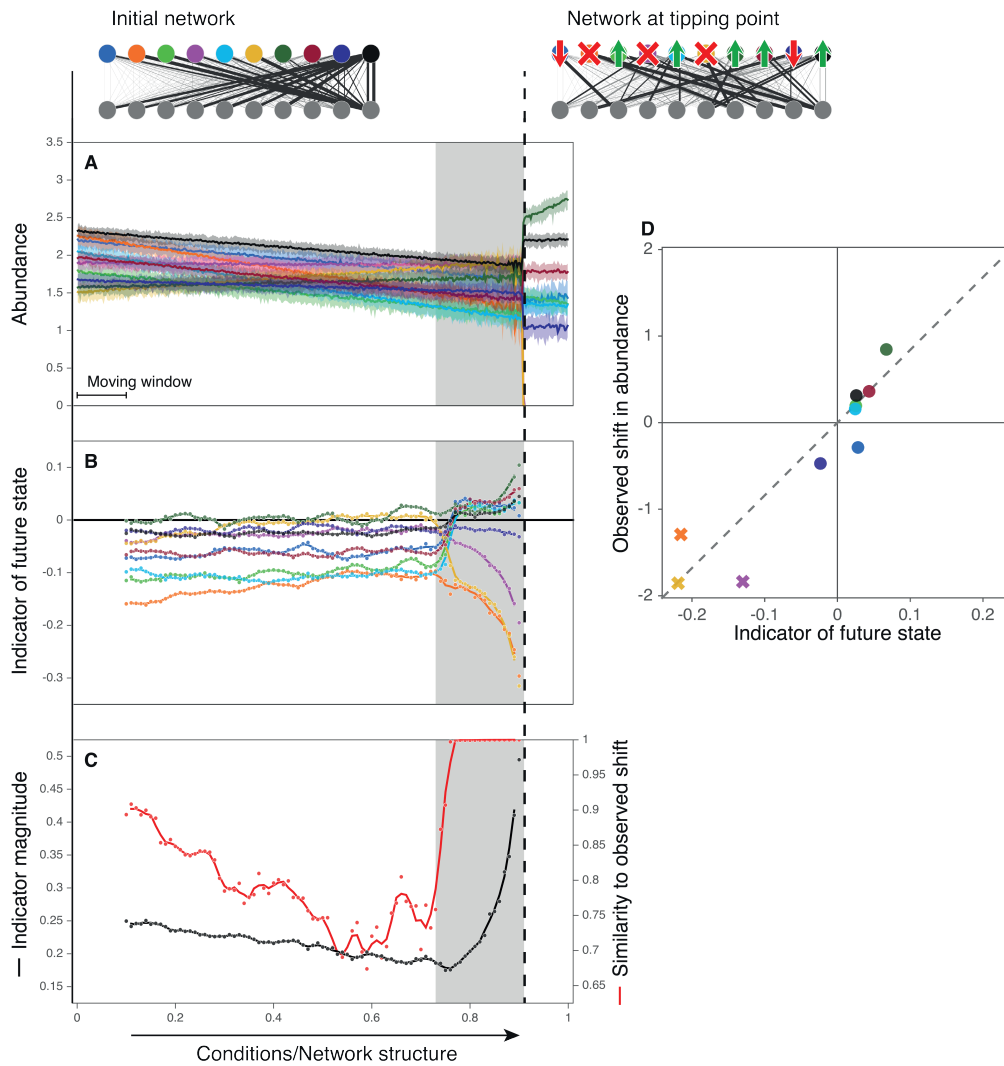 Initial network
Network at tipping point
A
3.5
3
2.5
2
1.5
1
0.5
0
Abundance
Moving window
B
0.1
0
-0.1
-0.2
-0.3
Indicator of future state
C
0.5
0.45
0.4
0.35
0.3
0.25
0.2
0.15
Indicator magnitude
1
0.95
0.9
0.85
0.8
0.75
0.7
0.65
Similarity to observed shift
0 0.2 0.4 0.6 0.8 1
Conditions/Network structure
D
2
1
0
-1
-2
Observed shift in abundance
-0.2 -0.1 0 0.1 0.2
Indicator of future state